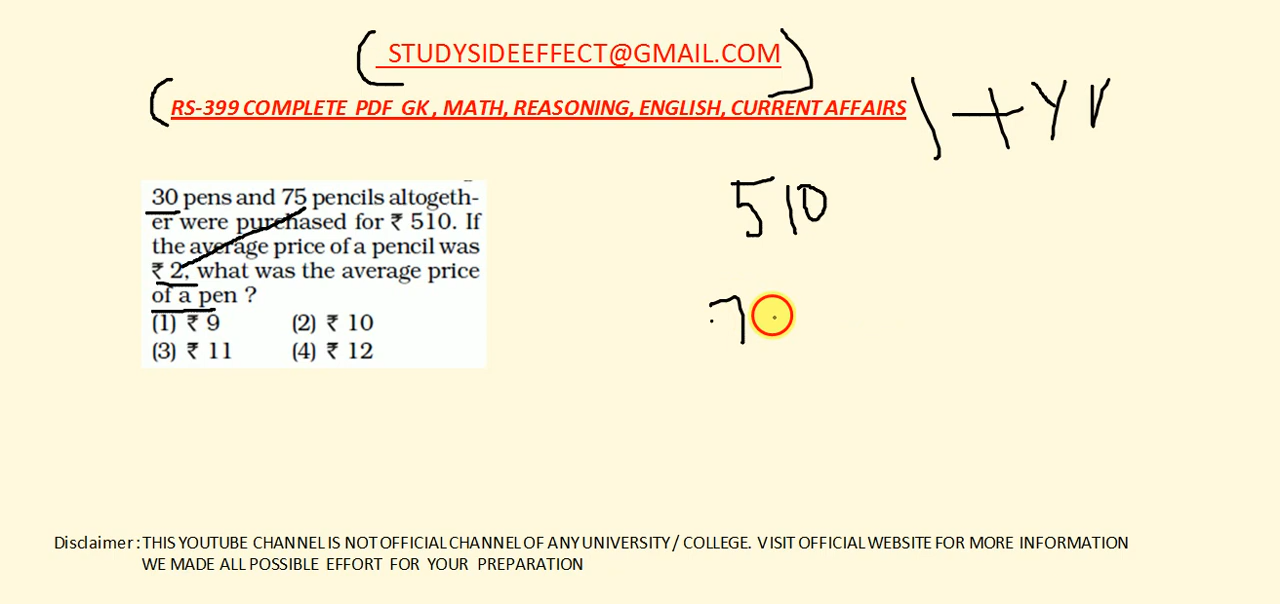 STUDYSIDEEFFECT@GMAIL.COM
RS-399 COMPLETE PDF GK , MATH, REASONING, ENGLISH, CURRENT AFFAIRS
+ Y
510
30 pens and 75 pencils altogeth-
er were purchased for ₹ 510. If
the average price of a pencil was
₹ 2, what was the average price
of a pen ?
(1) ₹ 9 (2) ₹ 10
(3) ₹ 11 (4) ₹ 12
Disclaimer : THIS YOUTUBE CHANNEL IS NOT OFFICIAL CHANNEL OF ANY UNIVERSITY / COLLEGE. VISIT OFFICIAL WEBSITE FOR MORE INFORMATION
WE MADE ALL POSSIBLE EFFORT FOR YOUR PREPARATION